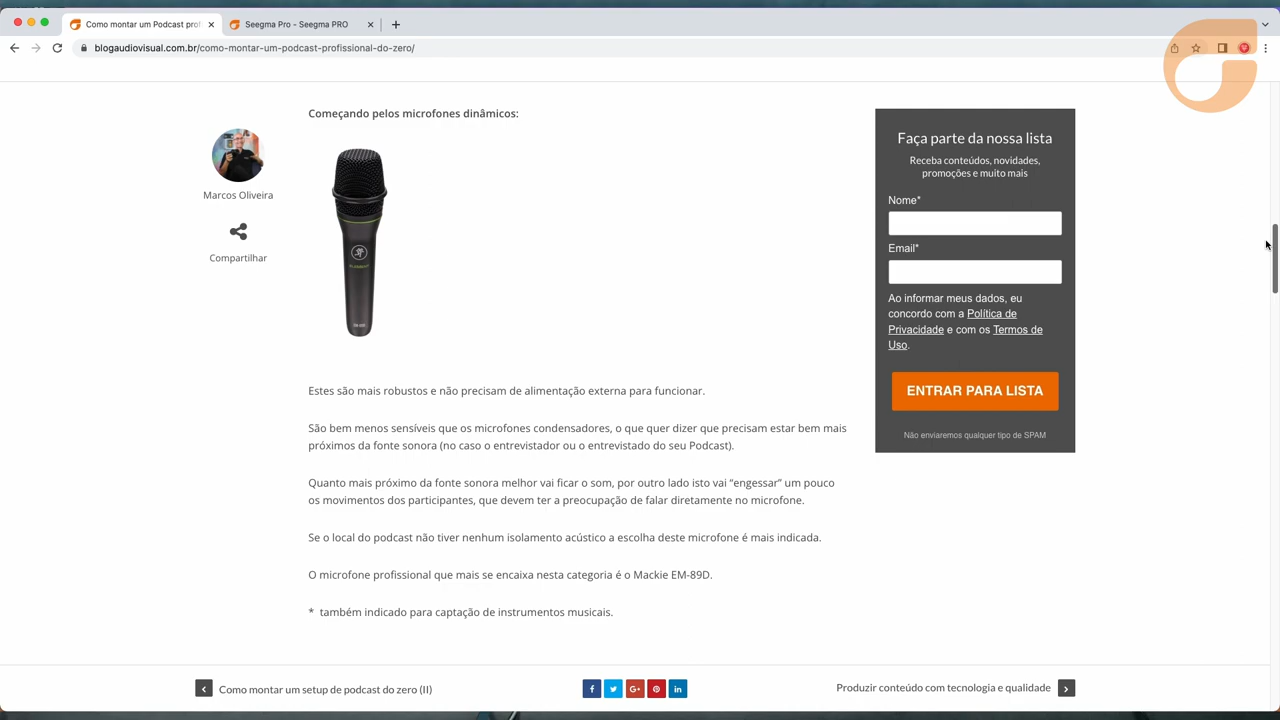 Como montar um Podcast prof
Seegma Pro - Seegma PRO
blogaudiovisual.com.br/como-montar-um-podcast-profissional-do-zero/
Começando pelos microfones dinâmicos:
Marcos Oliveira
Compartilhar
Estes são mais robustos e não precisam de alimentação externa para funcionar.
São bem menos sensíveis que os microfones condensadores, o que quer dizer que precisam estar bem mais
próximos da fonte sonora (no caso o entrevistador ou o entrevistado do seu Podcast).
Quanto mais próximo da fonte sonora melhor vai ficar o som, por outro lado isto vai “engessar” um pouco
os movimentos dos participantes, que devem ter a preocupação de falar diretamente no microfone.
Se o local do podcast não tiver nenhum isolamento acústico a escolha deste microfone é mais indicada.
O microfone profissional que mais se encaixa nesta categoria é o Mackie EM-89D.
* também indicado para captação de instrumentos musicais.
Faça parte da nossa lista
Receba conteúdos, novidades,
promoções e muito mais
Nome*
Email*
Ao informar meus dados, eu
concordo com a Política de
Privacidade e com os Termos de
Uso.
ENTRAR PARA LISTA
Não enviaremos qualquer tipo de SPAM
Como montar um setup de podcast do zero (II)
Produzir conteúdo com tecnologia e qualidade